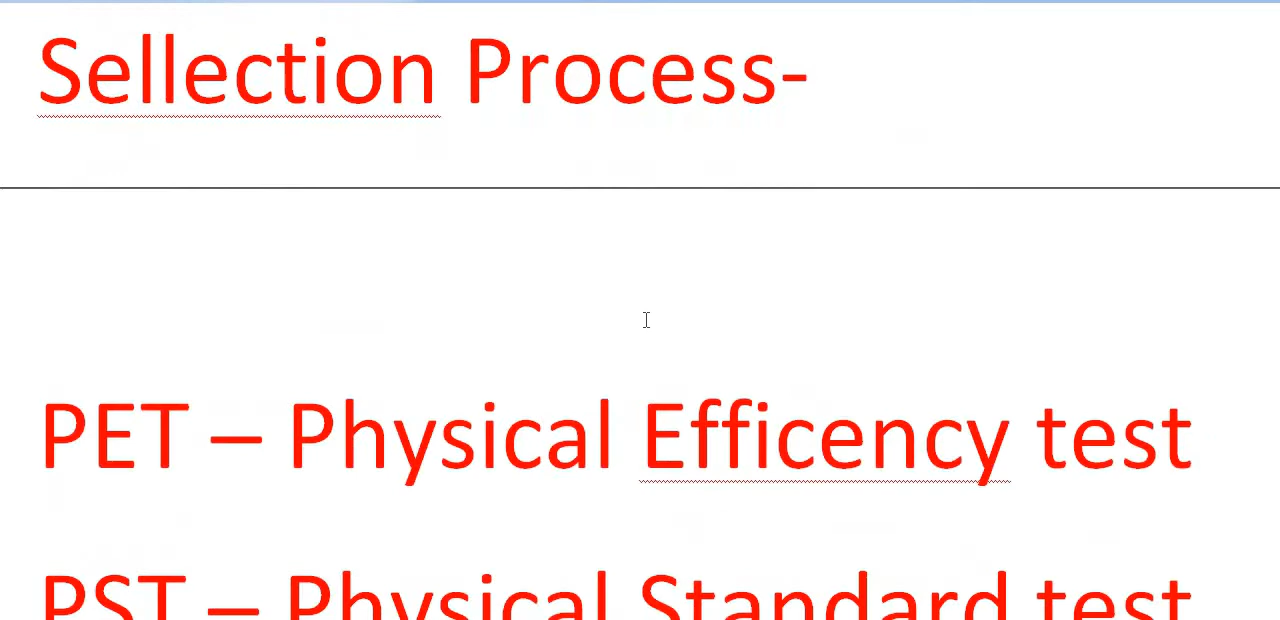 Sellection Process-
PET – Physical Efficency test
PST – Physical Standard test